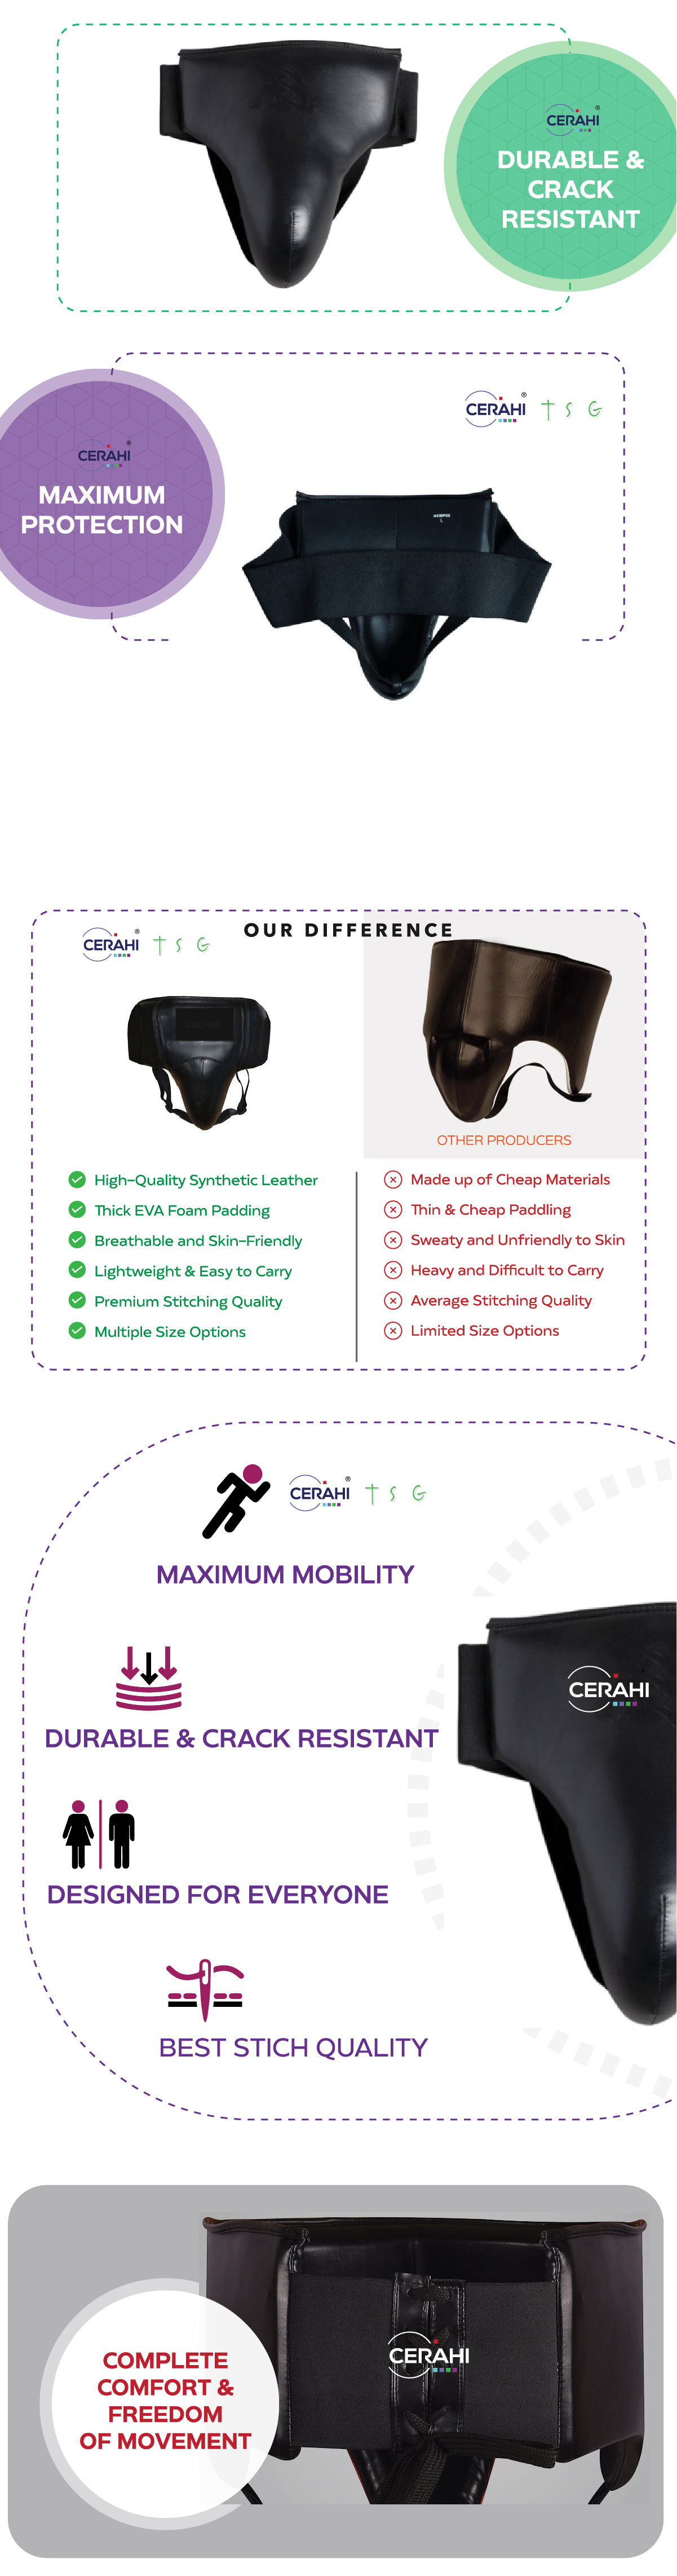 CERAHI ®
DURABLE &
CRACK
RESISTANT
CERAHI ® T S G
CERAHI ®
MAXIMUM
PROTECTION
L
OUR DIFFERENCE
CERAHI ® T S G
OTHER PRODUCERS
High-Quality Synthetic Leather
Thick EVA Foam Padding
Breathable and Skin-Friendly
Lightweight & Easy to Carry
Premium Stitching Quality
Multiple Size Options
Made up of Cheap Materials
Thin & Cheap Paddling
Sweaty and Unfriendly to Skin
Heavy and Difficult to Carry
Average Stitching Quality
Limited Size Options
CERAHI ® T S G
MAXIMUM MOBILITY
CERAHI
DURABLE & CRACK RESISTANT
DESIGNED FOR EVERYONE
BEST STICH QUALITY
CERAHI
COMPLETE
COMFORT &
FREEDOM
OF MOVEMENT